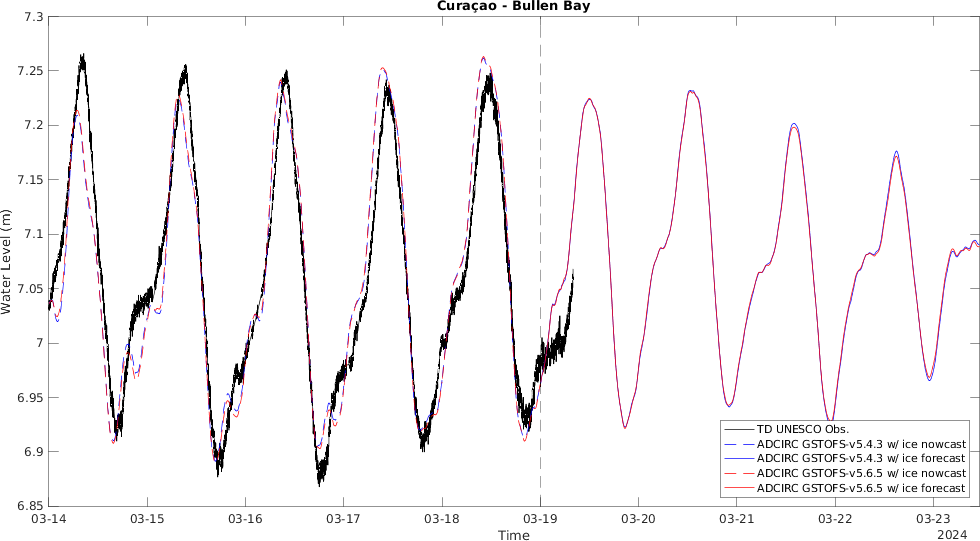 Curaçao - Bullen Bay
7.3
7.25
7.2
7.15
7.1
7.05
7
6.95
6.9
6.85
Water Level (m)
TD UNESCO Obs.
ADCIRC GSTOFS-v5.4.3 w/ ice nowcast
ADCIRC GSTOFS-v5.4.3 w/ ice forecast
ADCIRC GSTOFS-v5.6.5 w/ ice nowcast
ADCIRC GSTOFS-v5.6.5 w/ ice forecast
03-14 03-15 03-16 03-17 03-18 03-19 03-20 03-21 03-22 03-23
Time
2024